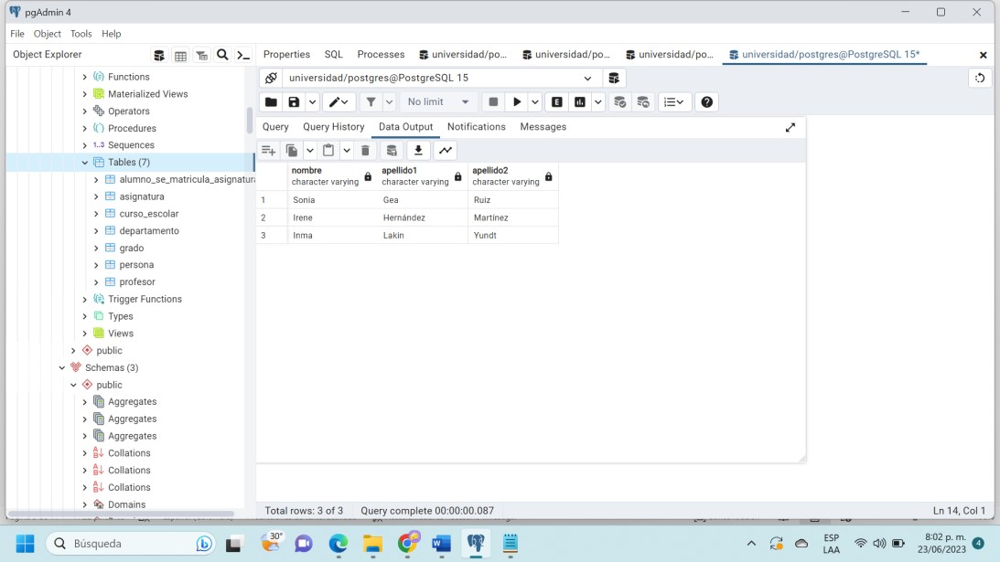 pgAdmin 4
File Object Tools Help
Object Explorer
Properties SQL Processes universidad/po... universidad/po... universidad/po... universidad/postgres@PostgreSQL 15*
universidad/postgres@PostgreSQL 15
No limit
E
Query Query History Data Output Notifications Messages
nombre apellido1 apellido2
character varying character varying character varying
1 Sonia Gea Ruiz
2 Irene Hernández Martínez
3 Inma Lakin Yundt
Functions
Materialized Views
Operators
Procedures
1..3 Sequences
Tables (7)
alumno_se_matricula_asignatura
asignatura
curso_escolar
departamento
grado
persona
profesor
Trigger Functions
Types
Views
public
Schemas (3)
public
Aggregates
Aggregates
Aggregates
Collations
Collations
Collations
Domains
Total rows: 3 of 3 Query complete 00:00:00.087 Ln 14, Col 1
Búsqueda
30°
ESP
LAA
8:02 p. m.
23/06/2023
4